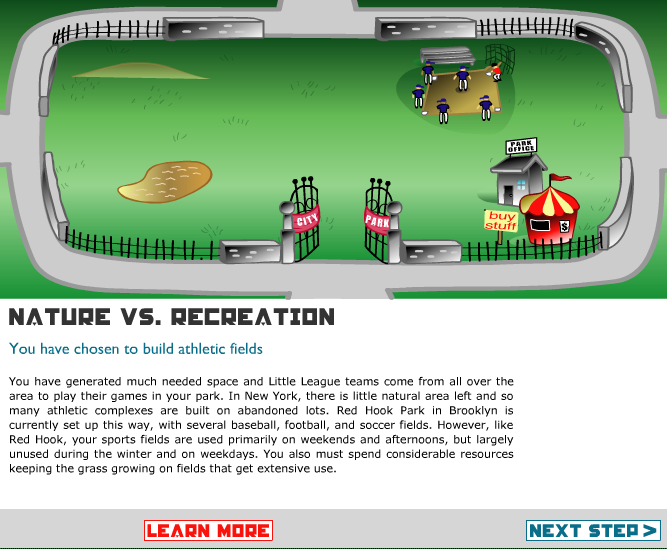 PARK
OFFICE
buy
stuff
$
CITY
PARK
NATURE VS. RECREATION
You have chosen to build athletic fields
You have generated much needed space and Little League teams come from all over the
area to play their games in your park. In New York, there is little natural area left and so
many athletic complexes are built on abandoned lots. Red Hook Park in Brooklyn is
currently set up this way, with several baseball, football, and soccer fields. However, like
Red Hook, your sports fields are used primarily on weekends and afternoons, but largely
unused during the winter and on weekdays. You also must spend considerable resources
keeping the grass growing on fields that get extensive use.
LEARN MORE
NEXT STEP >